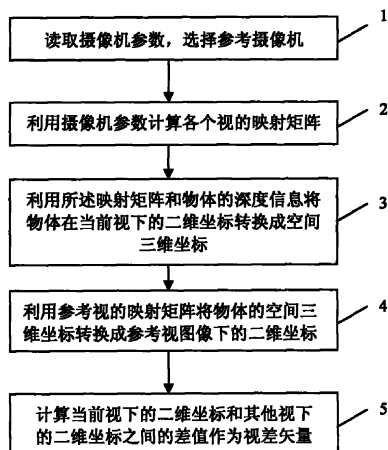 读取摄像机参数，选择参考摄像机
1
利用摄像机参数计算各个视的映射矩阵
2
利用所述映射矩阵和物体的深度信息将
物体在当前视下的二维坐标转换成空间
三维坐标
3
利用参考视的映射矩阵将物体的空间三
维坐标转换成参考视图像下的二维坐标
4
计算当前视下的二维坐标和其他视下
的二维坐标之间的差值作为视差矢量
5